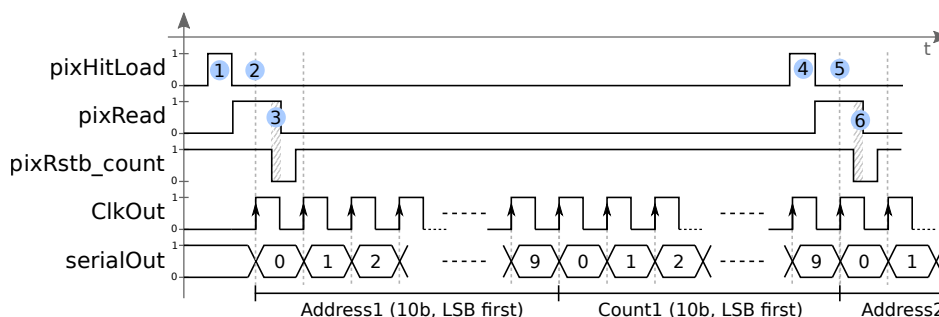 t
pixHitLoad 1 0 1 2 4 5
pixRead 1 0 3 6
pixRstb_count 1 0
ClkOut 1 0 ----- -----
serialOut 1 0 0 1 2 ----- 9 0 1 2 ----- 9 0 1
Address1 (10b, LSB first) Count1 (10b, LSB first) Address2